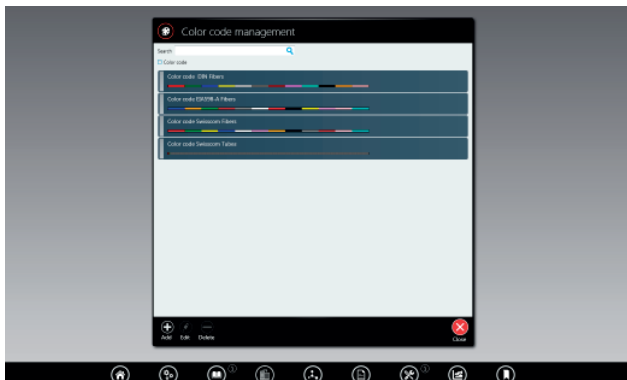 Color code management
Search
Color code
Color code DIN Fibers
Color code EIA598-A Fibers
Color code Swisscom Fibers
Color code Swisscom Tubes
Add Edit Delete
Close